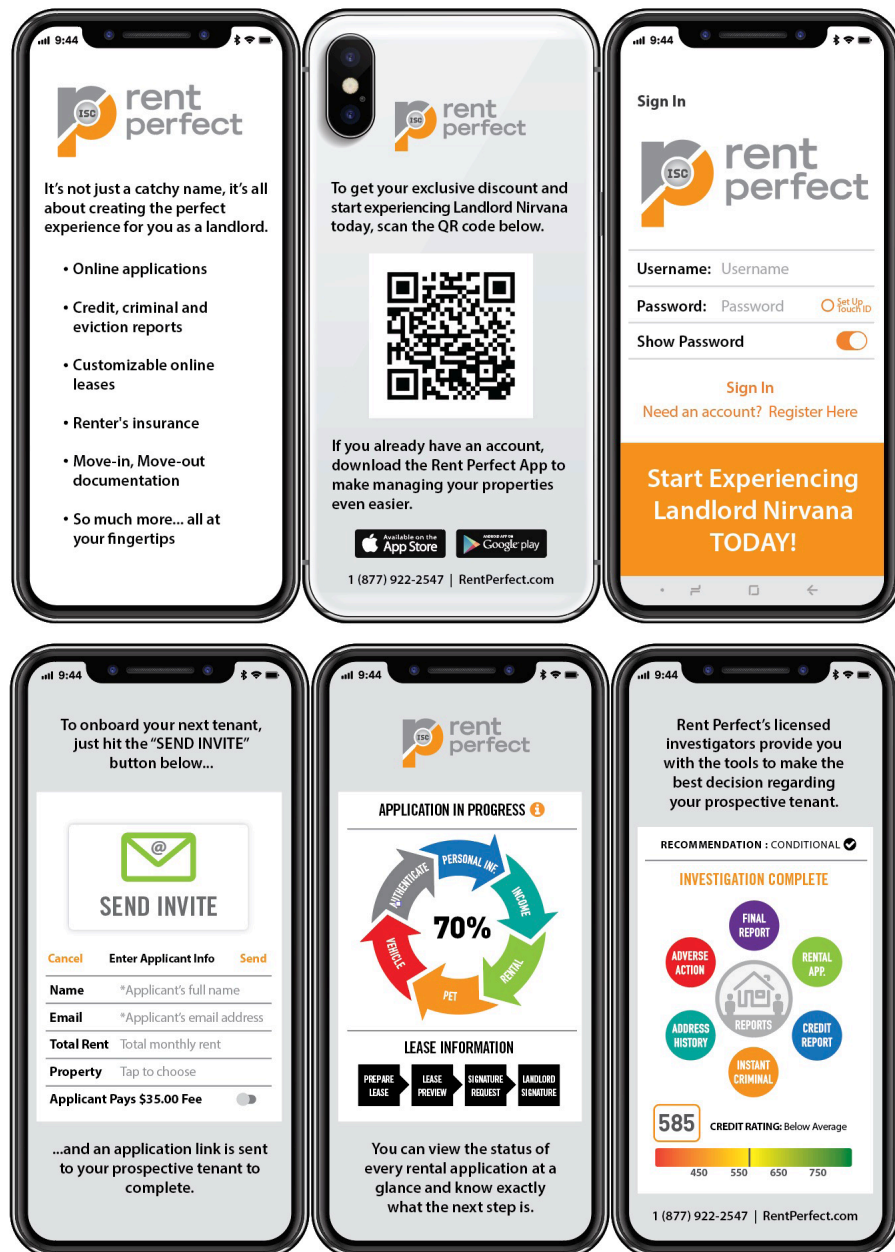 9:44
ISC
rent
perfect
It's not just a catchy name, it's all
about creating the perfect
experience for you as a landlord.
• Online applications
• Credit, criminal and
eviction reports
• Customizable online
leases
• Renter's insurance
• Move-in, Move-out
documentation
• So much more... all at
your fingertips
ISC
rent
perfect
To get your exclusive discount and
start experiencing Landlord Nirvana
today, scan the QR code below.
If you already have an account,
download the Rent Perfect App to
make managing your properties
even easier.
Available on the
App Store
ANDROID APP ON
Google play
1 (877) 922-2547 | RentPerfect.com
9:44
Sign In
ISC
rent
perfect
Username: Username
Password: Password
Set Up
Touch ID
Show Password
Sign In
Need an account? Register Here
Start Experiencing
Landlord Nirvana
TODAY!
9:44
To onboard your next tenant,
just hit the “SEND INVITE”
button below...
@
SEND INVITE
Cancel Enter Applicant Info Send
Name *Applicant's full name
Email *Applicant's email address
Total Rent Total monthly rent
Property Tap to choose
Applicant Pays $35.00 Fee
...and an application link is sent
to your prospective tenant to
complete.
9:44
ISC
rent
perfect
APPLICATION IN PROGRESS i
PERSONAL INF.
INCOME
RENTAL
PET
VEHICLE
AUTHENTICATE
70%
LEASE INFORMATION
PREPARE
LEASE
LEASE
PREVIEW
SIGNATURE
REQUEST
LANDLORD
SIGNATURE
You can view the status of
every rental application at a
glance and know exactly
what the next step is.
9:44
Rent Perfect's licensed
investigators provide you
with the tools to make the
best decision regarding
your prospective tenant.
RECOMMENDATION : CONDITIONAL
INVESTIGATION COMPLETE
FINAL
REPORT
ADVERSE
ACTION
RENTAL
APP.
REPORTS
ADDRESS
HISTORY
CREDIT
REPORT
INSTANT
CRIMINAL
585 CREDIT RATING: Below Average
450 550 650 750
1 (877) 922-2547 | RentPerfect.com